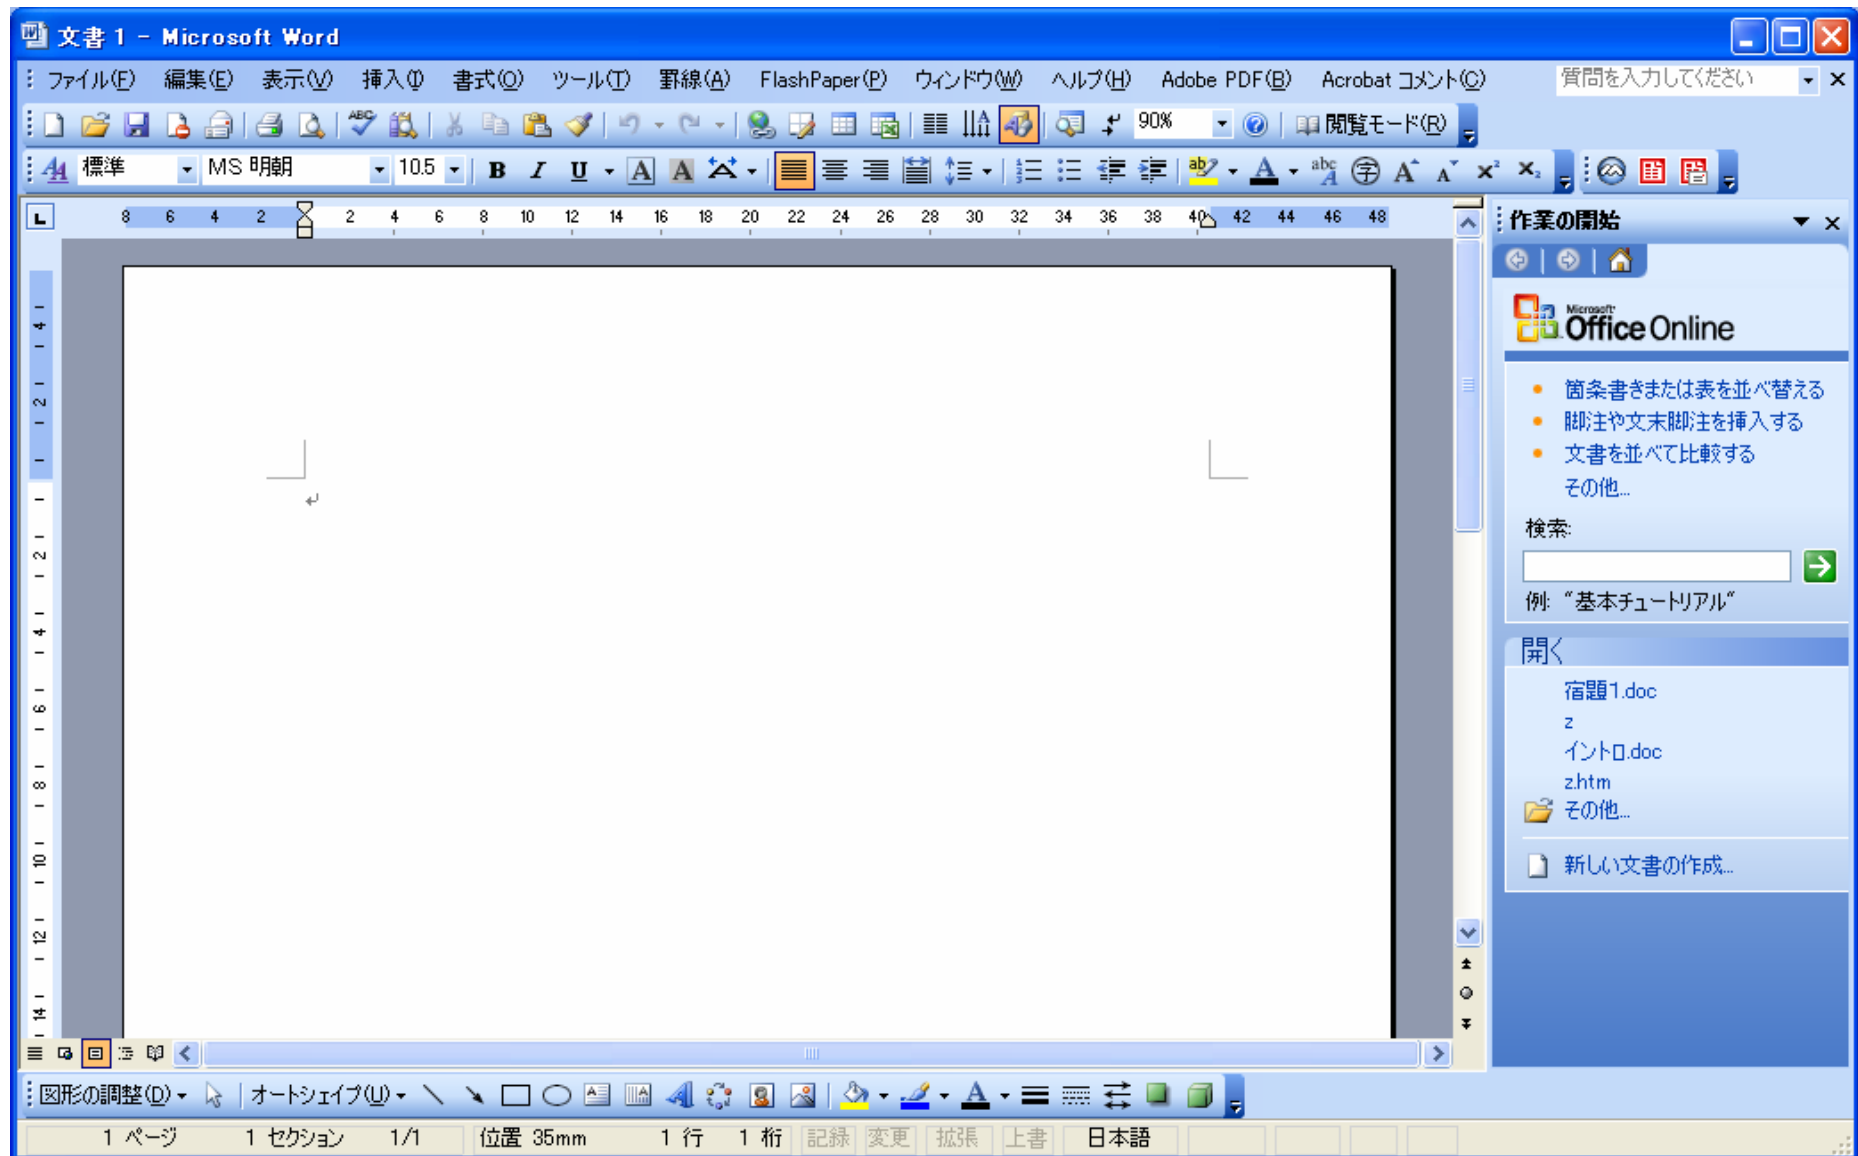 文書 1 - Microsoft Word
ファイル(F) 編集(E) 表示(V) 挿入(I) 書式(O) ツール(T) 罫線(A) FlashPaper(P) ウィンドウ(W) ヘルプ(H) Adobe PDF(B) Acrobat コメント(C) 質問を入力してください
90% 閲覧モード(R)
標準 MS 明朝 10.5 B I U A A
8 6 4 2 2 4 6 8 10 12 14 16 18 20 22 24 26 28 30 32 34 36 38 40 42 44 46 48
作業の開始
Microsoft
Office Online
箇条書きまたは表を並べ替える
脚注や文末脚注を挿入する
文書を並べて比較する
その他...
検索:
例: "基本チュートリアル"
開く
宿題1.doc
z
イントロ.doc
z.htm
その他...
新しい文書の作成...
4
2
2
4
6
8
10
12
14
図形の調整(D) オートシェイプ(U)
1 ページ 1 セクション 1/1 位置 35mm 1 行 1 桁 記録 変更 拡張 上書 日本語